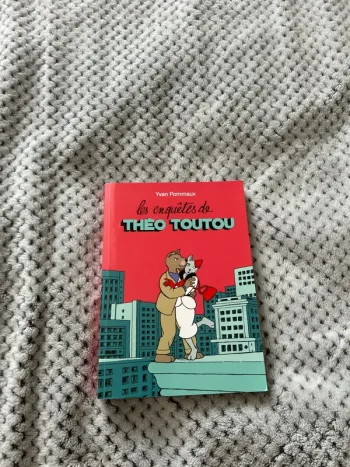 Yvan Pommaux
les enquêtes de
THÉO TOUTOU